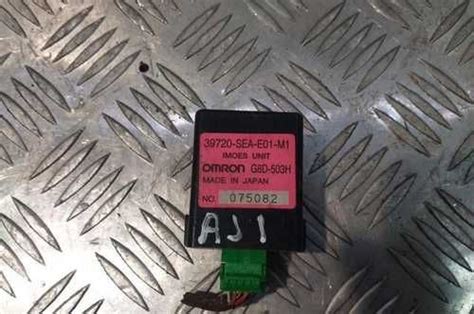 39720-SEA-E01-M1
IMOES UNIT
OMRON G8D-503H
MADE IN JAPAN
NO. 075082
AJ1